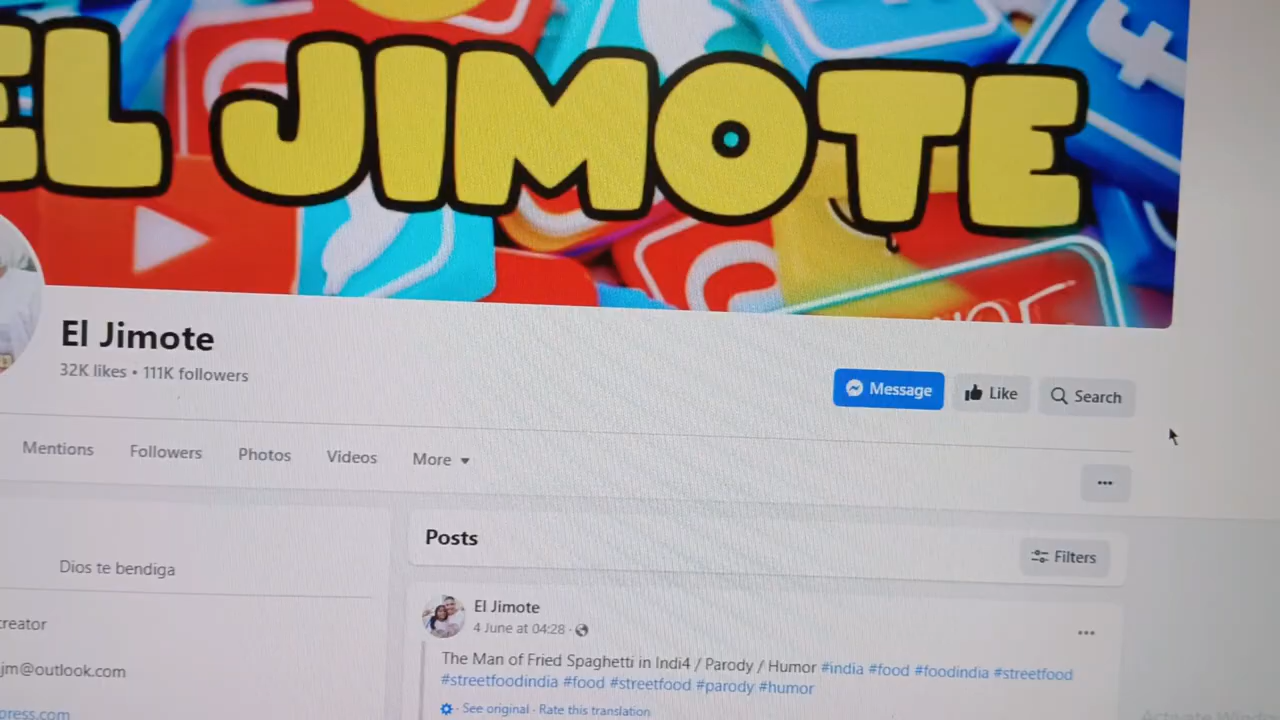 EL JIMOTE
El Jimote
32K likes • 111K followers
Message
Like
Search
Mentions
Followers
Photos
Videos
More
Posts
Filters
Dios te bendiga
creator
jm@outlook.com
press.com
El Jimote
4 June at 04:28 ·
The Man of Fried Spaghetti in Indi4 / Parody / Humor #india #food #foodindia #streetfood
#streetfoodindia #food #streetfood #parody #humor
· See original · Rate this translation